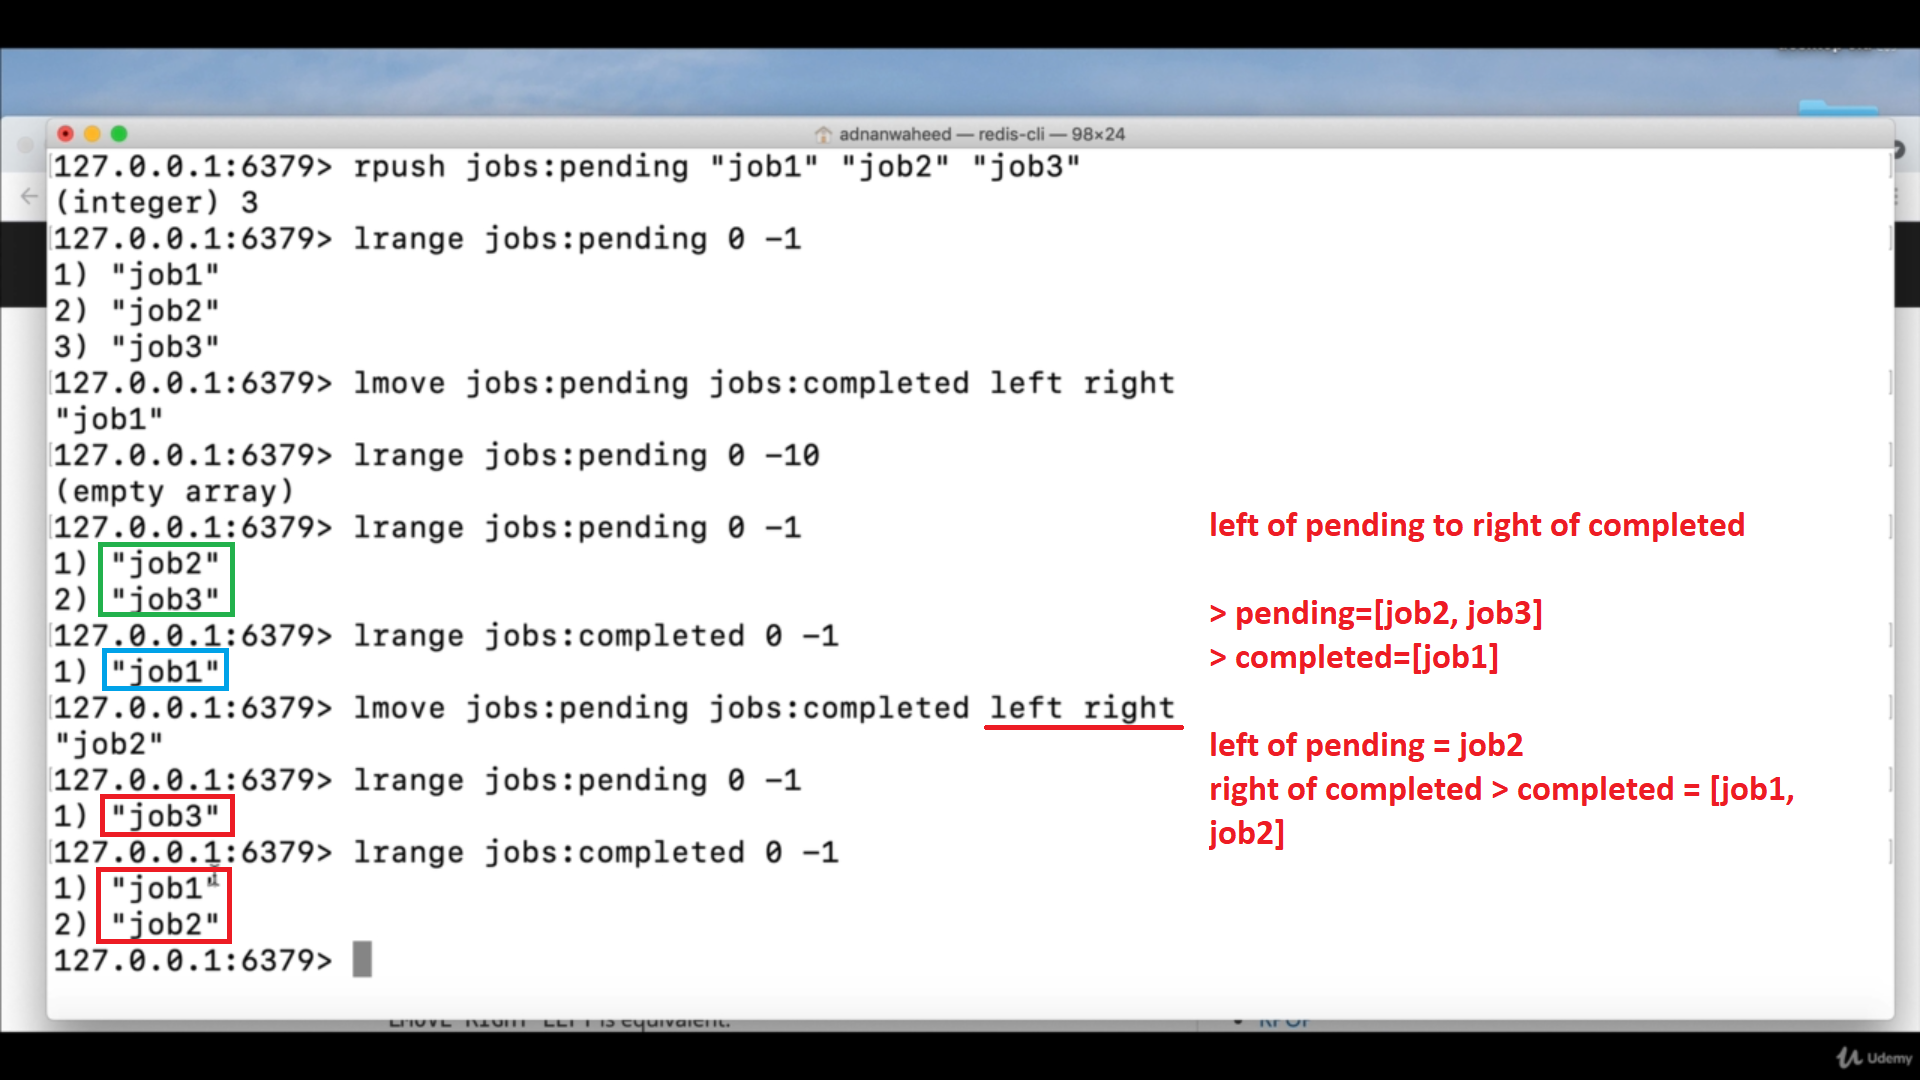 adnanwaheed — redis-cli — 98×24
127.0.0.1:6379> rpush jobs:pending "job1" "job2" "job3"
(integer) 3
127.0.0.1:6379> lrange jobs:pending 0 -1
1) "job1"
2) "job2"
3) "job3"
127.0.0.1:6379> lmove jobs:pending jobs:completed left right
"job1"
127.0.0.1:6379> lrange jobs:pending 0 -10
(empty array)
127.0.0.1:6379> lrange jobs:pending 0 -1
1) "job2"
2) "job3"
127.0.0.1:6379> lrange jobs:completed 0 -1
1) "job1"
127.0.0.1:6379> lmove jobs:pending jobs:completed left right
"job2"
127.0.0.1:6379> lrange jobs:pending 0 -1
1) "job3"
127.0.0.1:6379> lrange jobs:completed 0 -1
1) "job1"
2) "job2"
127.0.0.1:6379>
left of pending to right of completed
> pending=[job2, job3]
> completed=[job1]
left of pending = job2
right of completed > completed = [job1,
job2]
LMOVE RIGHT LEFT is equivalent.
RPOP
Udemy